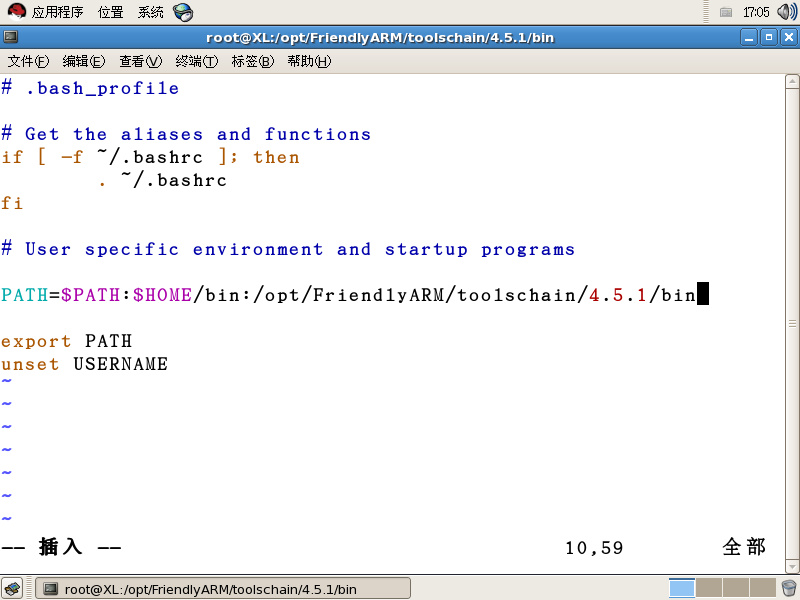 应用程序 位置 系统 17:05
root@XL:/opt/FriendlyARM/toolschain/4.5.1/bin
文件(F) 编辑(E) 查看(V) 终端(T) 标签(B) 帮助(H)
# .bash_profile
# Get the aliases and functions
if [ -f ~/.bashrc ]; then
. ~/.bashrc
fi
# User specific environment and startup programs
PATH=$PATH:$HOME/bin:/opt/FriendlyARM/toolschain/4.5.1/bin
export PATH
unset USERNAME
~
~
~
~
~
~
~
-- 插入 -- 10,59 全部
root@XL:/opt/FriendlyARM/toolschain/4.5.1/bin